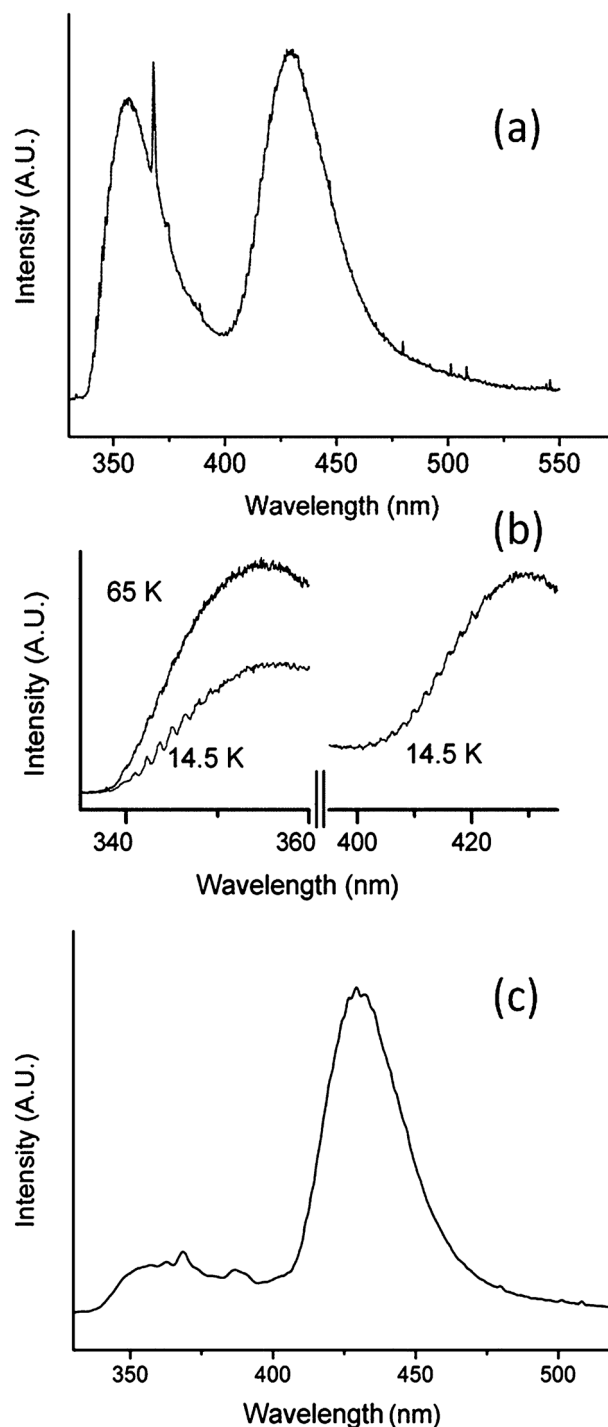 (a)
Intensity (A.U.)
350 400 450 500 550
Wavelength (nm)
(b)
Intensity (A.U.)
65 K
14.5 K
14.5 K
340 360 400 420
Wavelength (nm)
(c)
Intensity (A.U.)
350 400 450 500
Wavelength (nm)